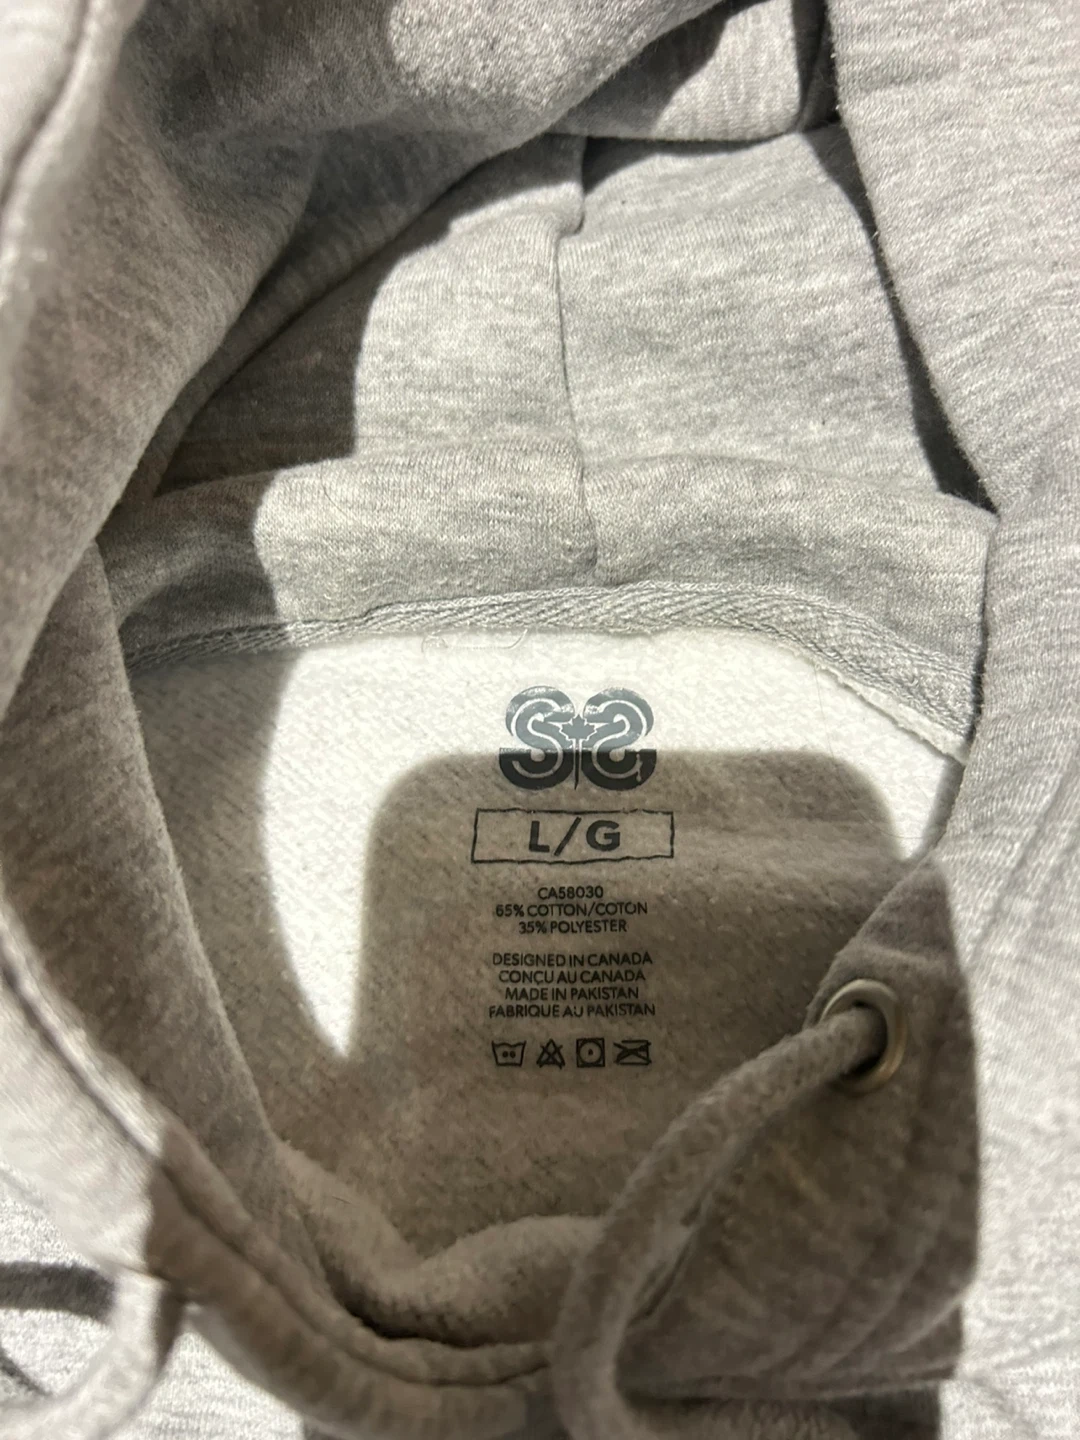 L/G
CA58030
65% COTTON/COTON
35% POLYESTER
DESIGNED IN CANADA
CONÇU AU CANADA
MADE IN PAKISTAN
FABRIQUE AU PAKISTAN